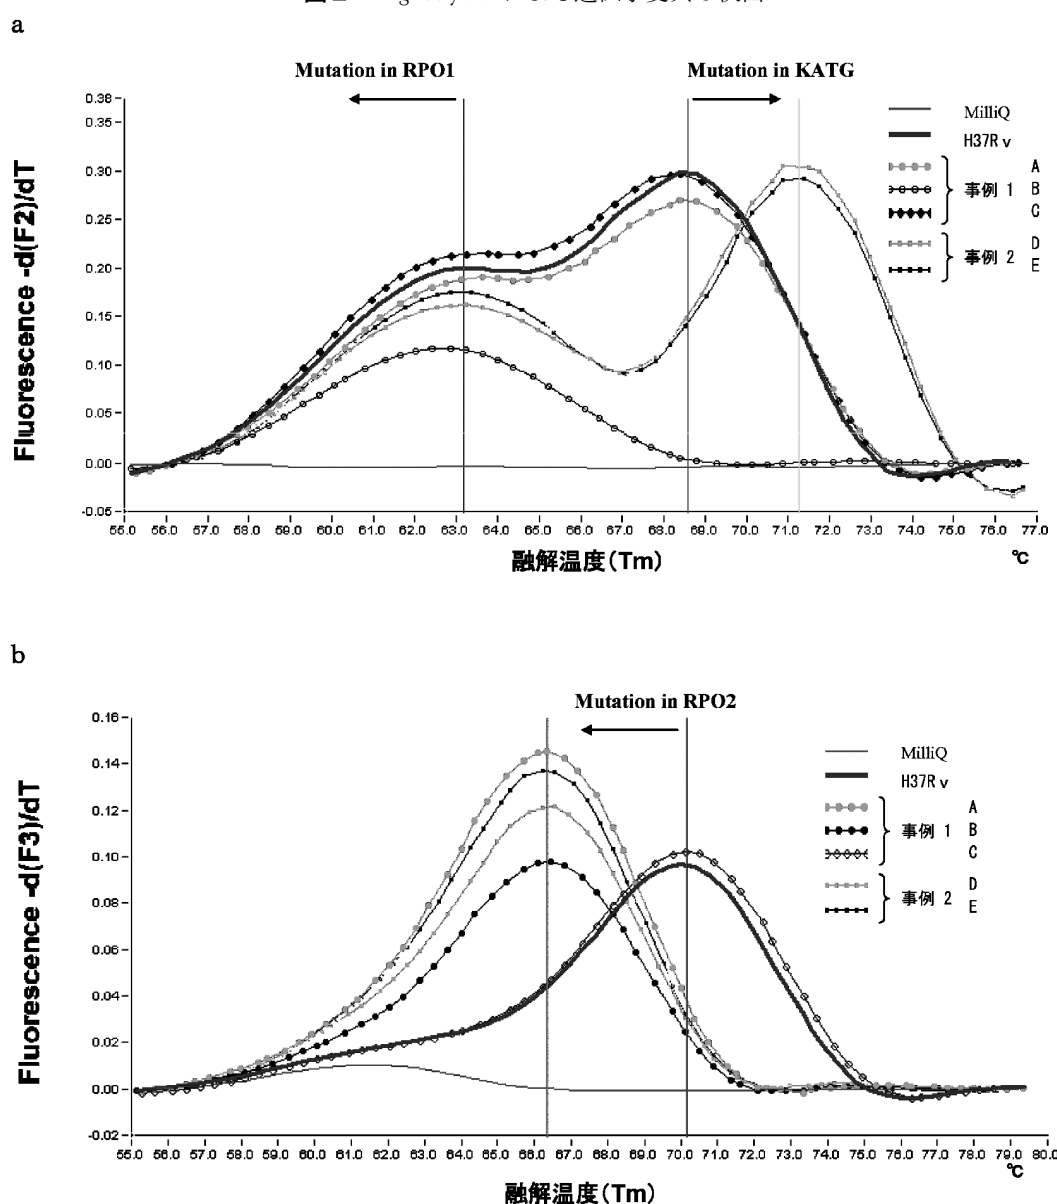 a
Mutation in RPO1
Mutation in KATG
Fluorescence -d(F2)/dT
0.38
0.35
0.30
0.25
0.20
0.15
0.10
0.05
0.00
-0.05
55.0 56.0 57.0 58.0 59.0 60.0 61.0 62.0 63.0 64.0 65.0 66.0 67.0 68.0 69.0 70.0 71.0 72.0 73.0 74.0 75.0 76.0 77.0
融解温度(Tm)
℃
MilliQ
H37Rv
事例 1
A
B
C
事例 2
D
E
b
Mutation in RPO2
Fluorescence -d(F3)/dT
0.16
0.14
0.12
0.10
0.08
0.06
0.04
0.02
0.00
-0.02
55.0 56.0 57.0 58.0 59.0 60.0 61.0 62.0 63.0 64.0 65.0 66.0 67.0 68.0 69.0 70.0 71.0 72.0 73.0 74.0 75.0 76.0 77.0 78.0 79.0 80.0
融解温度(Tm)
℃
MilliQ
H37Rv
事例 1
A
B
C
事例 2
D
E